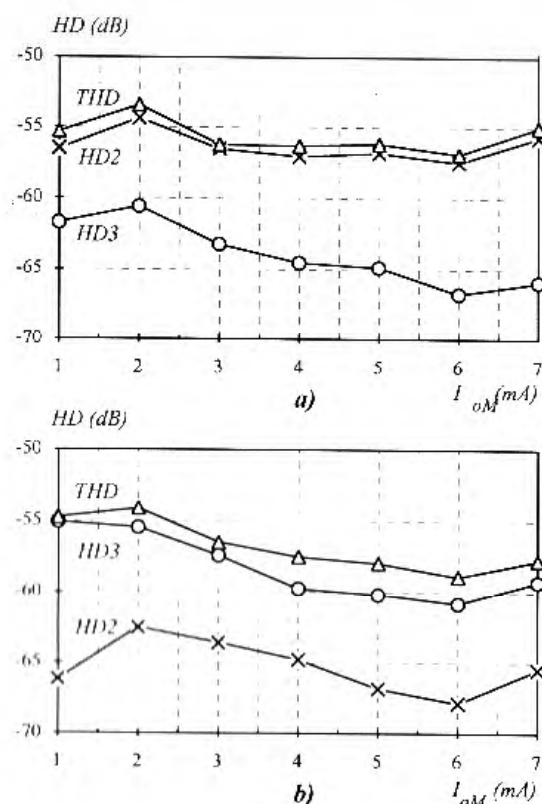 HD (dB)
-50
THD
-55
HD2
-60
HD3
-65
-70
1 2 3 4 5 6 7
a) I oM (mA)
HD (dB)
-50
THD
-55
HD3
-60
HD2
-65
-70
1 2 3 4 5 6 7
b) I oM (mA)